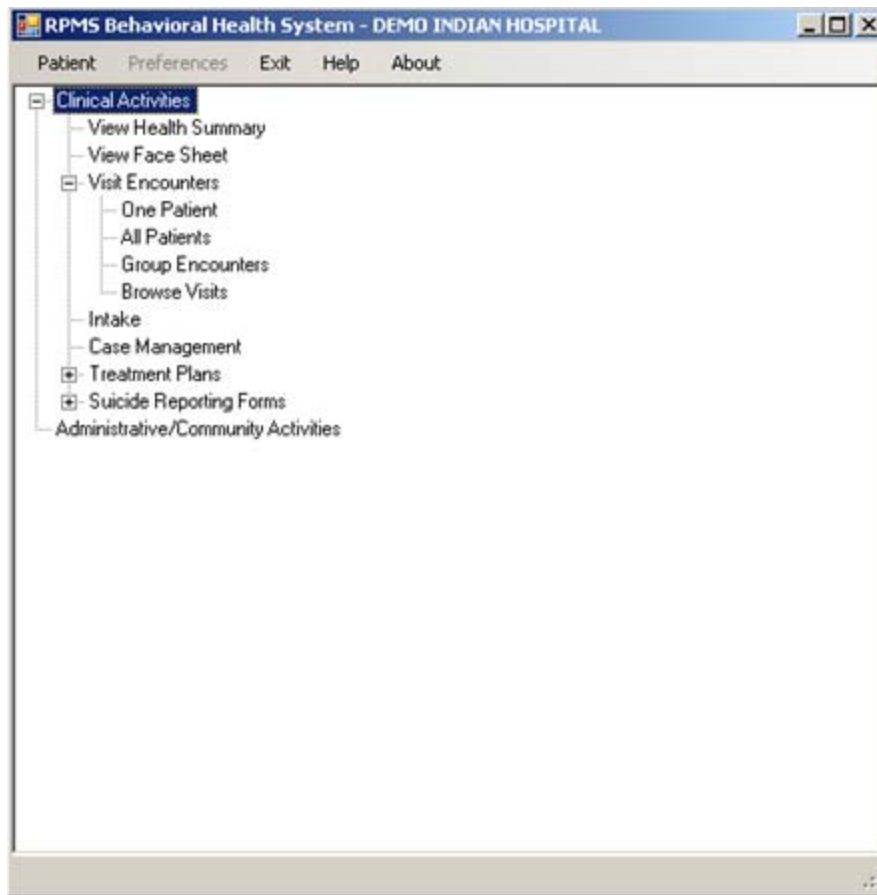 RPMS Behavioral Health System - DEMO INDIAN HOSPITAL
Patient Preferences Exit Help About
Clinical Activities
View Health Summary
View Face Sheet
Visit Encounters
One Patient
All Patients
Group Encounters
Browse Visits
Intake
Case Management
Treatment Plans
Suicide Reporting Forms
Administrative/Community Activities